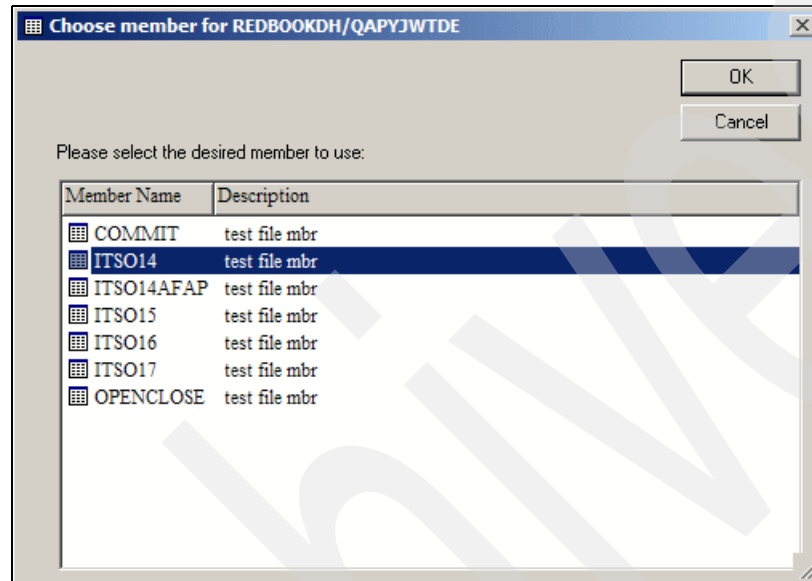 Choose member for REDBOOKDH/QAPYJWTDE
OK
Cancel
Please select the desired member to use:
Member Name Description
COMMIT test file mbr
ITSO14 test file mbr
ITSO14AFAP test file mbr
ITSO15 test file mbr
ITSO16 test file mbr
ITSO17 test file mbr
OPENCLOSE test file mbr